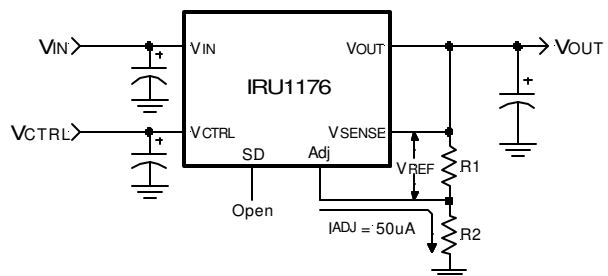 VIN
VIN
VOUT
VOUT
IRU1176
VCTRL
VCTRL
VSENSE
SD
Adj
VREF
R1
Open
IADJ = 50uA
R2
+
+
+